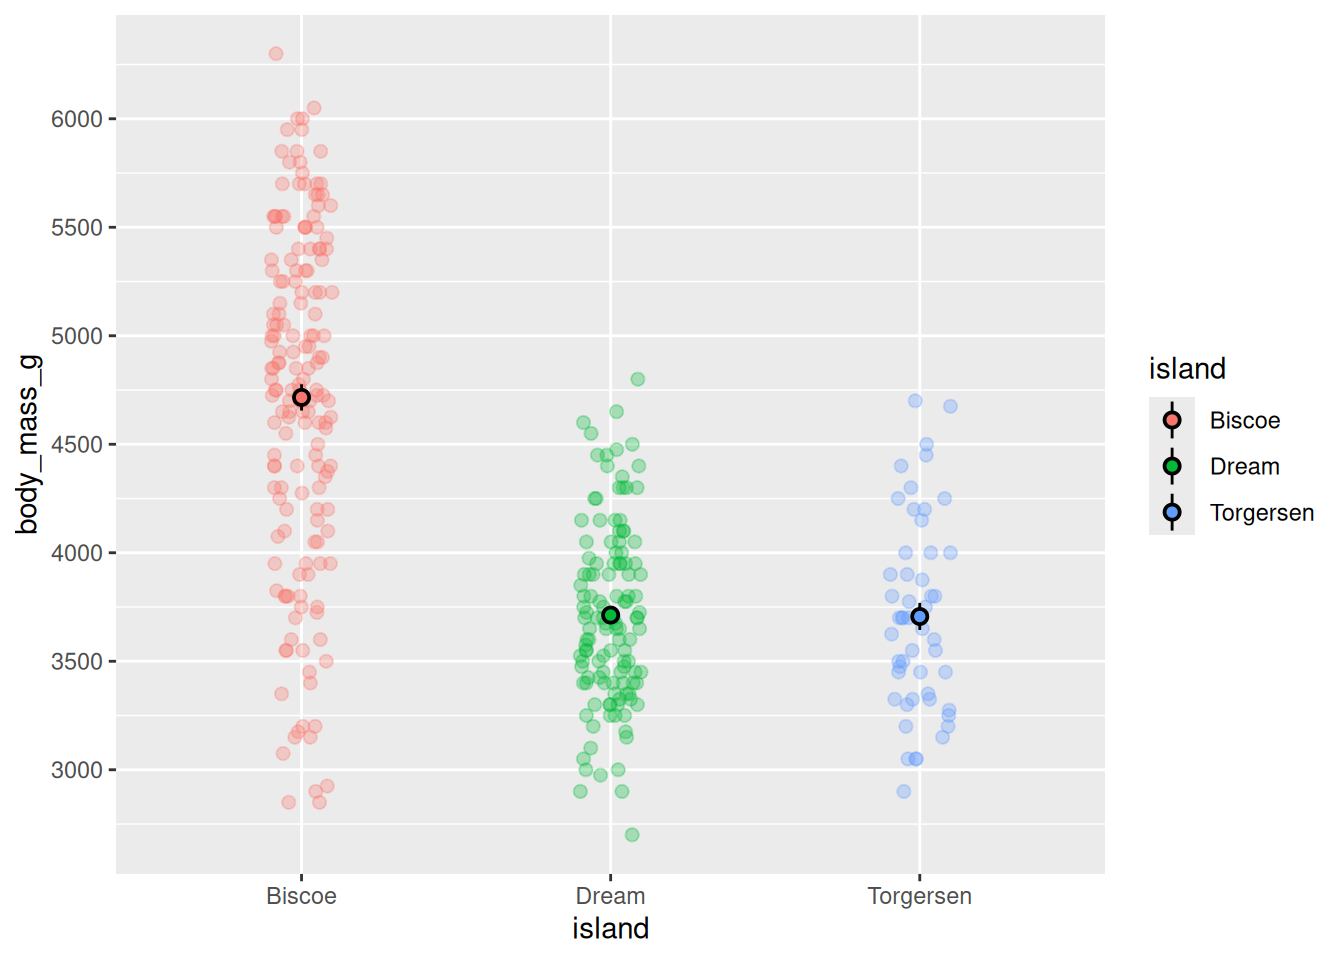 6000
5500
5000
4500
4000
3500
3000
body_mass_g
Biscoe
Dream
Torgersen
island
island
Biscoe
Dream
Torgersen